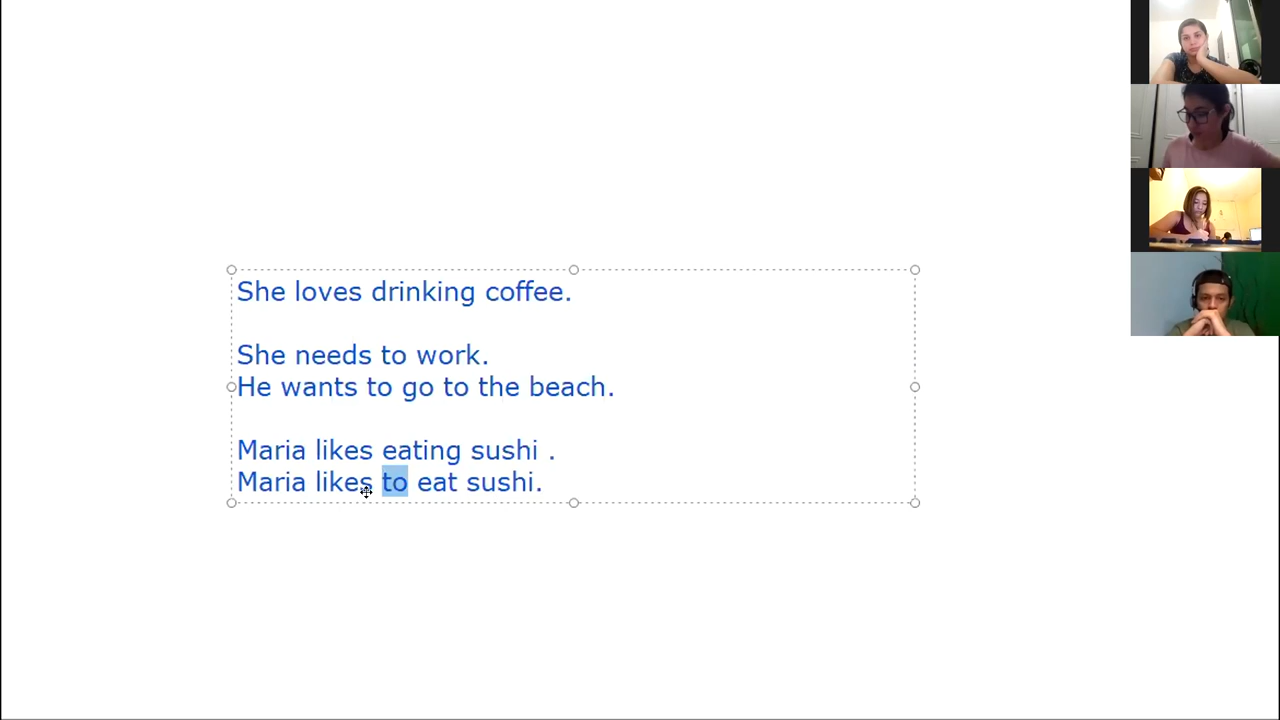 She loves drinking coffee.
She needs to work.
He wants to go to the beach.
Maria likes eating sushi .
Maria likes to eat sushi.